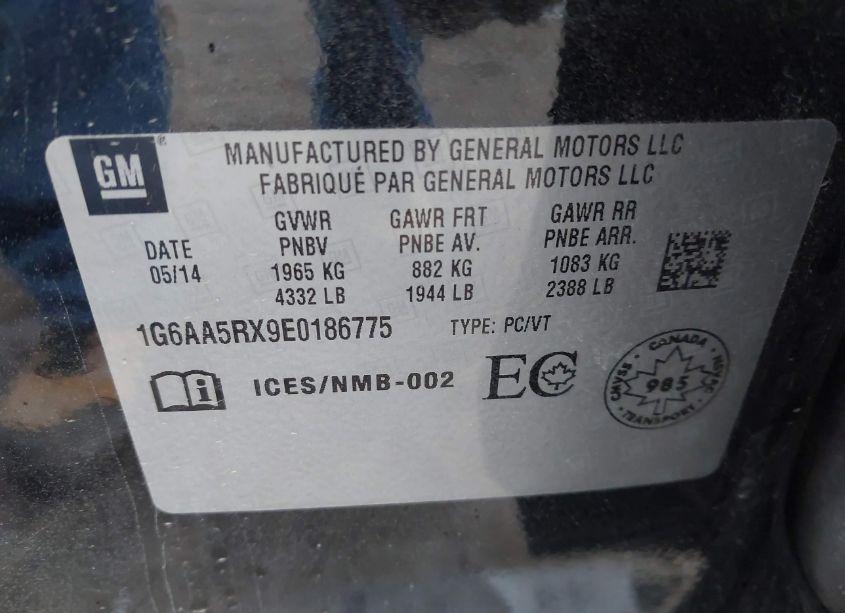 GM
MANUFACTURED BY GENERAL MOTORS LLC
FABRIQUÉ PAR GENERAL MOTORS LLC
DATE GVWR GAWR FRT GAWR RR
PNBV PNBE AV. PNBE ARR.
05/14 1965 KG 882 KG 1083 KG
4332 LB 1944 LB 2388 LB
1G6AA5RX9E0186775 TYPE: PC/VT
i ICES/NMB-002 EC
CANADA
CMVSS 985 NSVAC
TRANSPORT